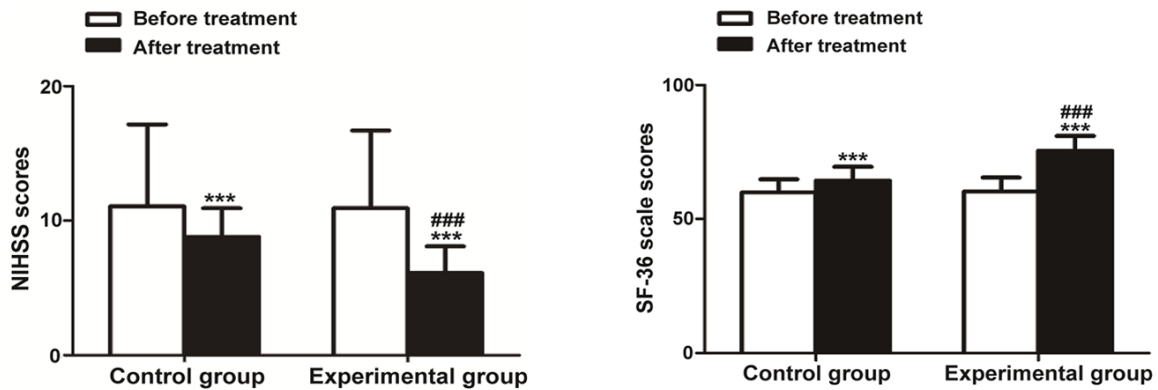 Before treatment
After treatment
NIHSS scores
20
10
0
***
###
***
Control group
Experimental group
Before treatment
After treatment
SF-36 scale scores
100
50
0
***
###
***
Control group
Experimental group